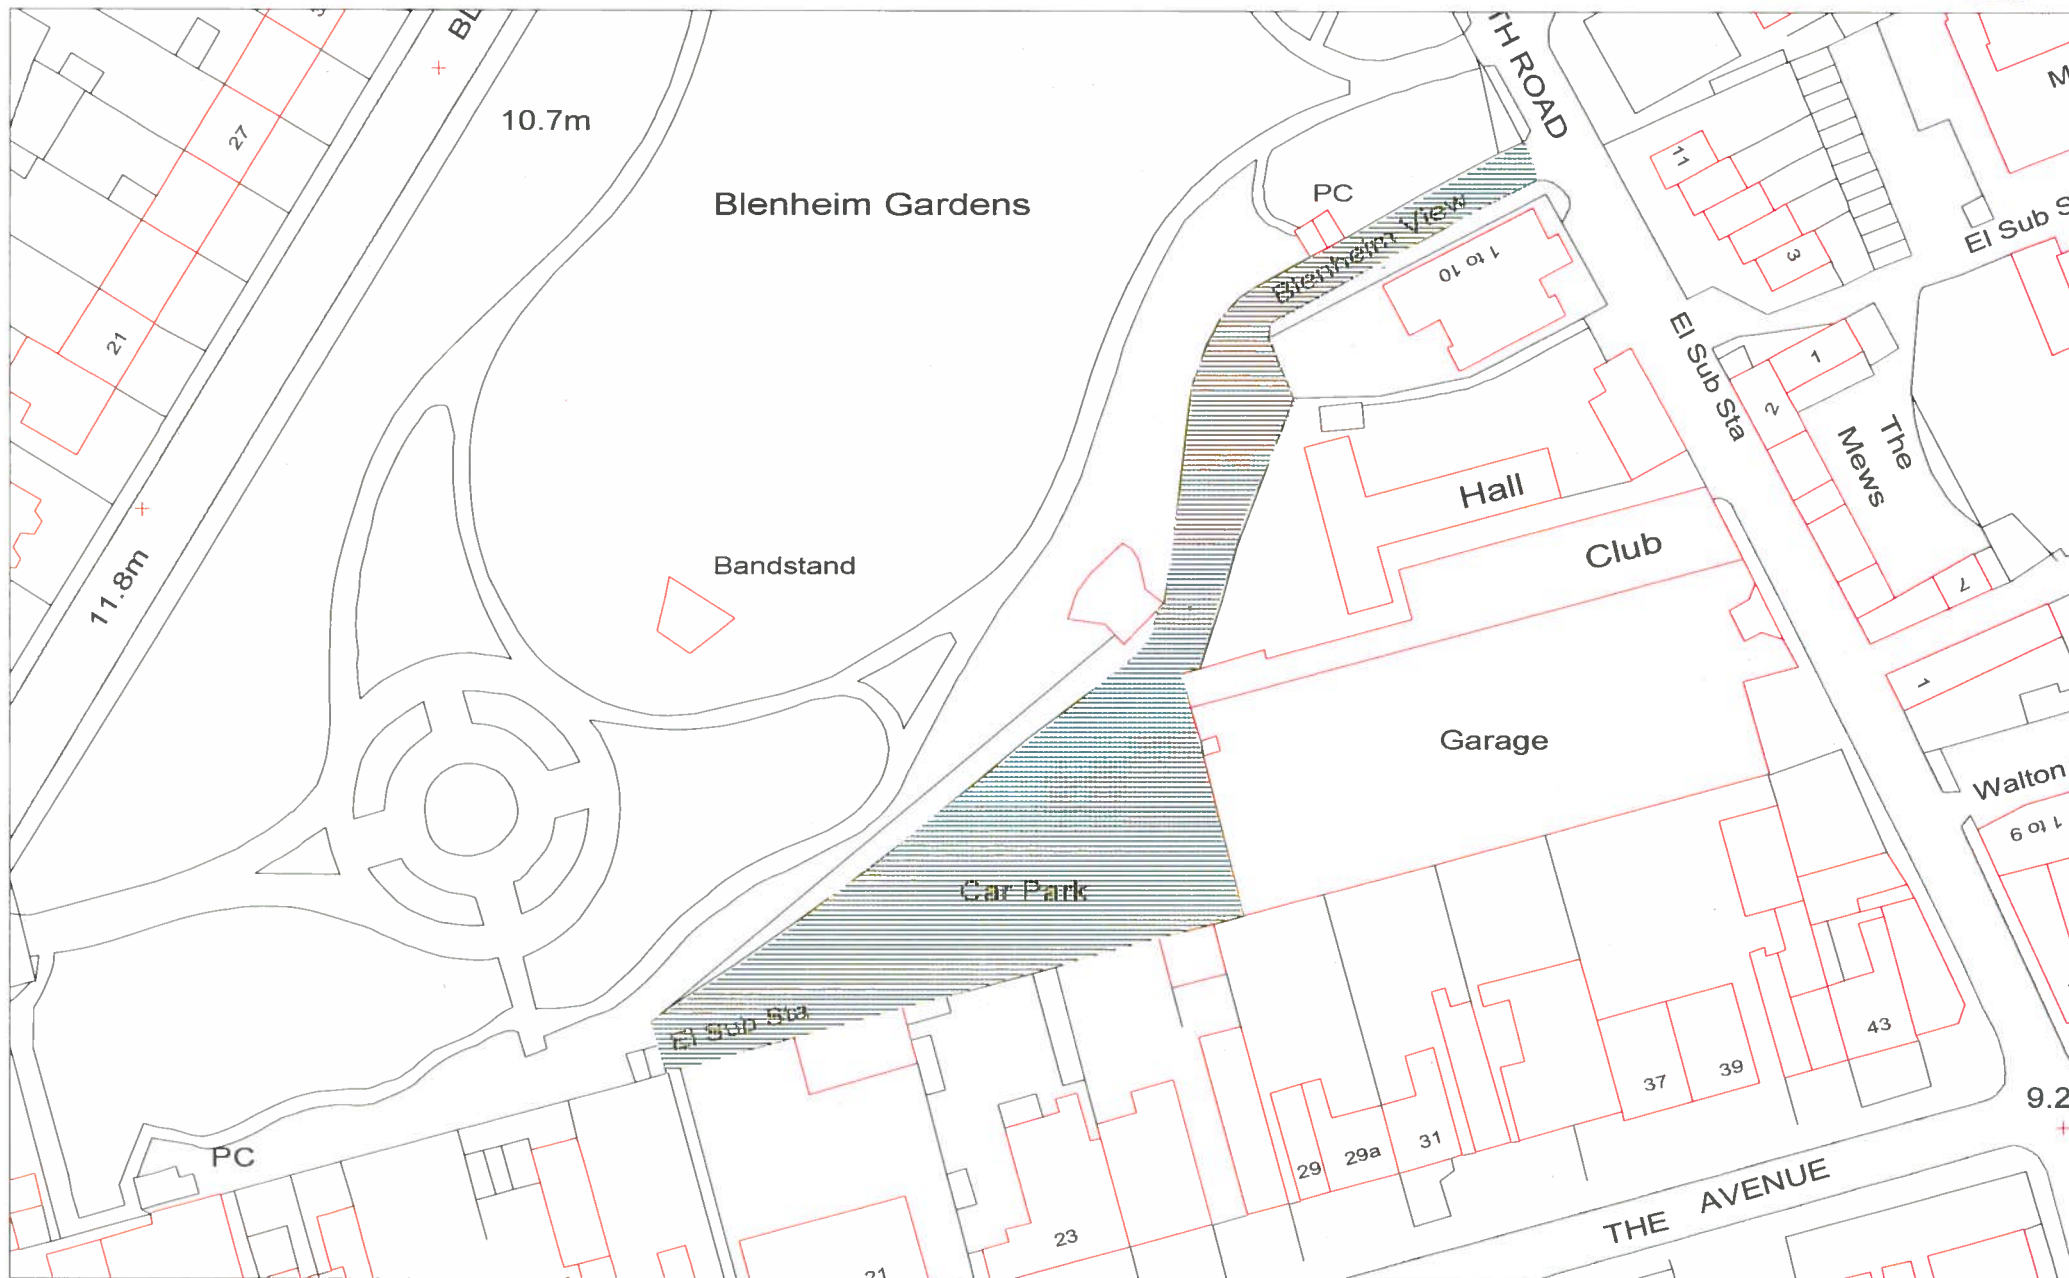 TH ROAD
27
10.7m
11
El Sub S
Blenheim Gardens
PC
Blenheim View
1 to 10
3
21
El Sub Sta
1
2
The
Mews
Hall
Club
11.8m
Bandstand
7
1
Garage
Walton
1 to 9
Car Park
El Sub Sta
43
37
39
9.2
PC
29
29a
31
THE AVENUE
23
21